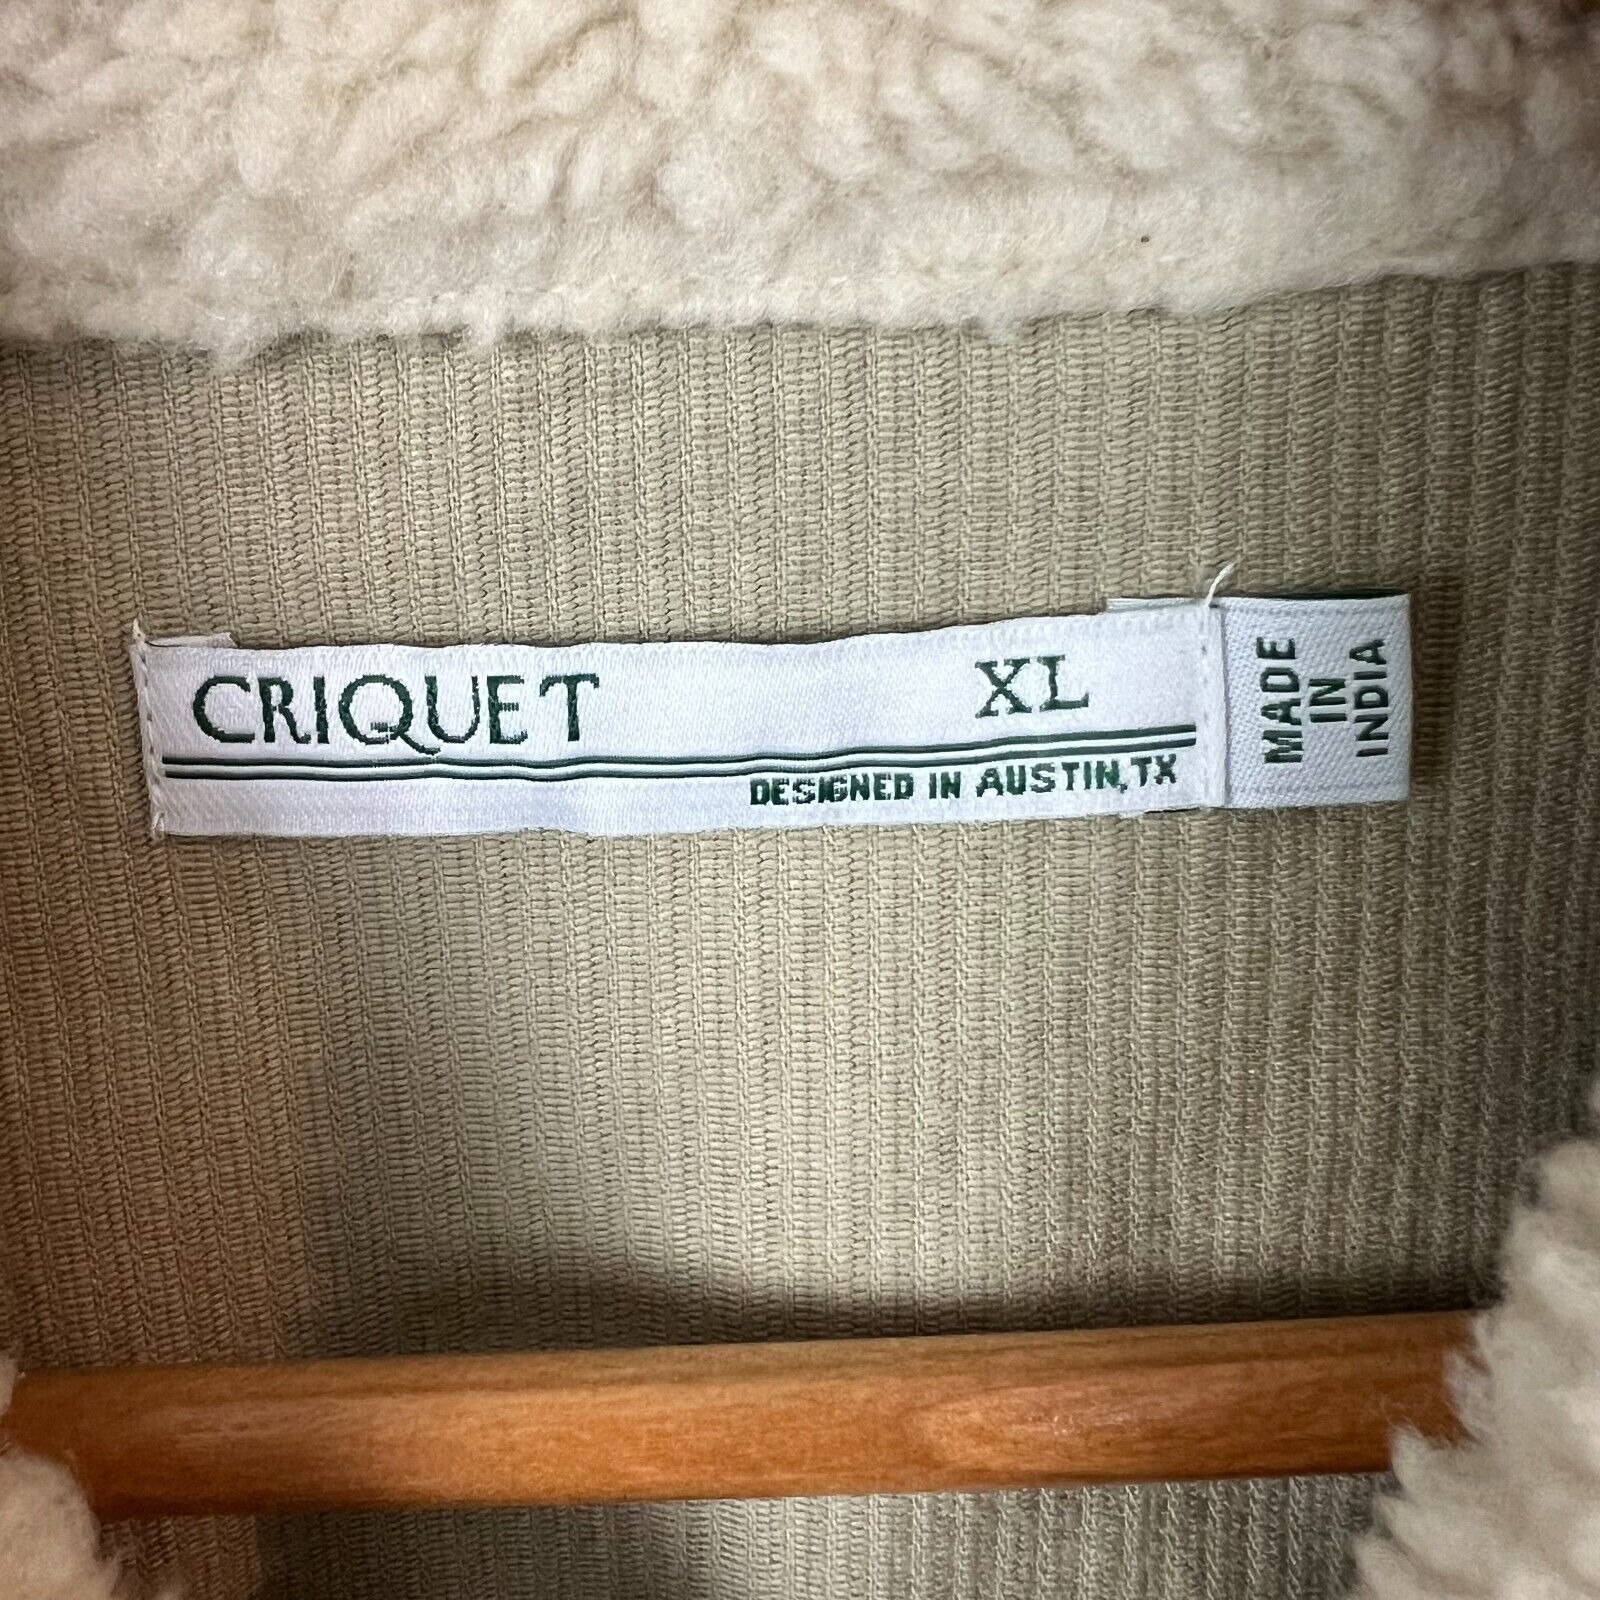 CRIQUET XL
DESIGNED IN AUSTIN, TX
MADE
IN
INDIA